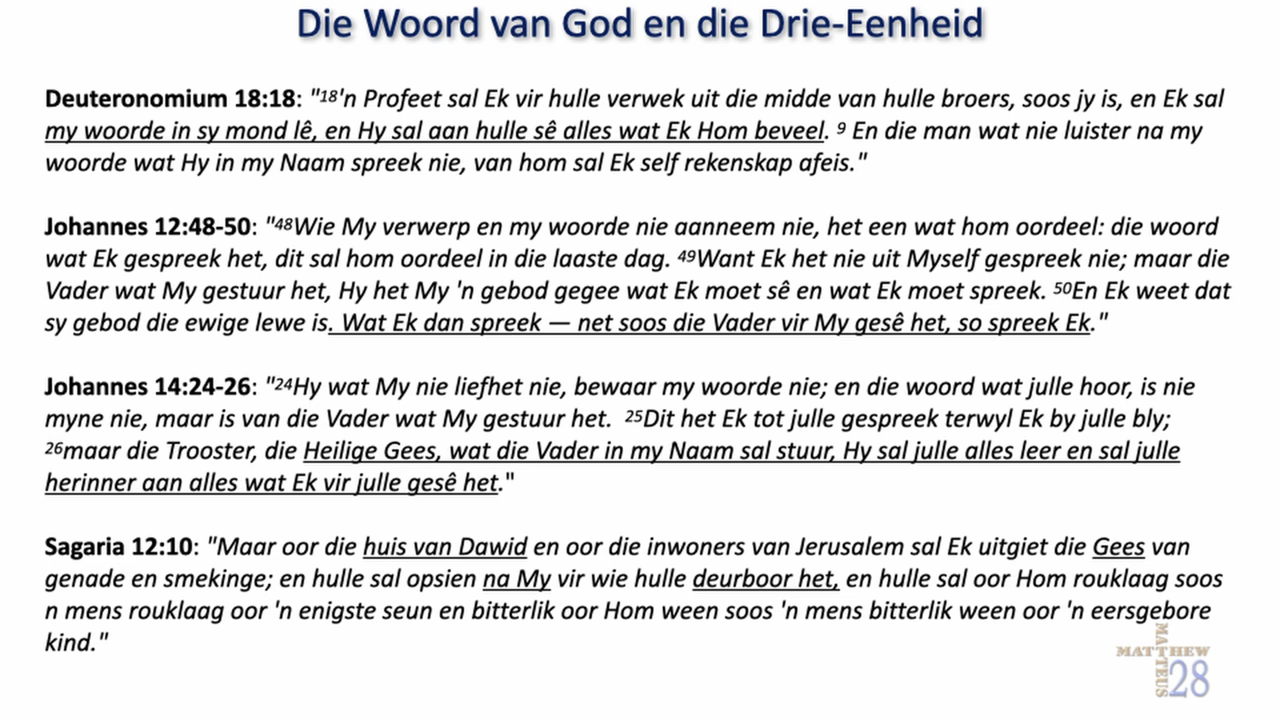 Die Woord van God en die Drie-Eenheid
Deuteronomium 18:18: "¹⁸'n Profeet sal Ek vir hulle verwek uit die midde van hulle broers, soos jy is, en Ek sal
my woorde in sy mond lê, en Hy sal aan hulle sê alles wat Ek Hom beveel. ⁹ En die man wat nie luister na my
woorde wat Hy in my Naam spreek nie, van hom sal Ek self rekenskap afeis."
Johannes 12:48-50: "⁴⁸Wie My verwerp en my woorde nie aanneem nie, het een wat hom oordeel: die woord
wat Ek gespreek het, dit sal hom oordeel in die laaste dag. ⁴⁹Want Ek het nie uit Myself gespreek nie; maar die
Vader wat My gestuur het, Hy het My 'n gebod gegee wat Ek moet sê en wat Ek moet spreek. ⁵⁰En Ek weet dat
sy gebod die ewige lewe is. Wat Ek dan spreek — net soos die Vader vir My gesê het, so spreek Ek."
Johannes 14:24-26: "²⁴Hy wat My nie liefhet nie, bewaar my woorde nie; en die woord wat julle hoor, is nie
myne nie, maar is van die Vader wat My gestuur het. ²⁵Dit het Ek tot julle gespreek terwyl Ek by julle bly;
²⁶maar die Trooster, die Heilige Gees, wat die Vader in my Naam sal stuur, Hy sal julle alles leer en sal julle
herinner aan alles wat Ek vir julle gesê het."
Sagaria 12:10: "Maar oor die huis van Dawid en oor die inwoners van Jerusalem sal Ek uitgiet die Gees van
genade en smekinge; en hulle sal opsien na My vir wie hulle deurboor het, en hulle sal oor Hom rouklaag soos
n mens rouklaag oor 'n enigste seun en bitterlik oor Hom ween soos 'n mens bitterlik ween oor 'n eersgebore
kind."
MATTHEW
MATTEUS
28